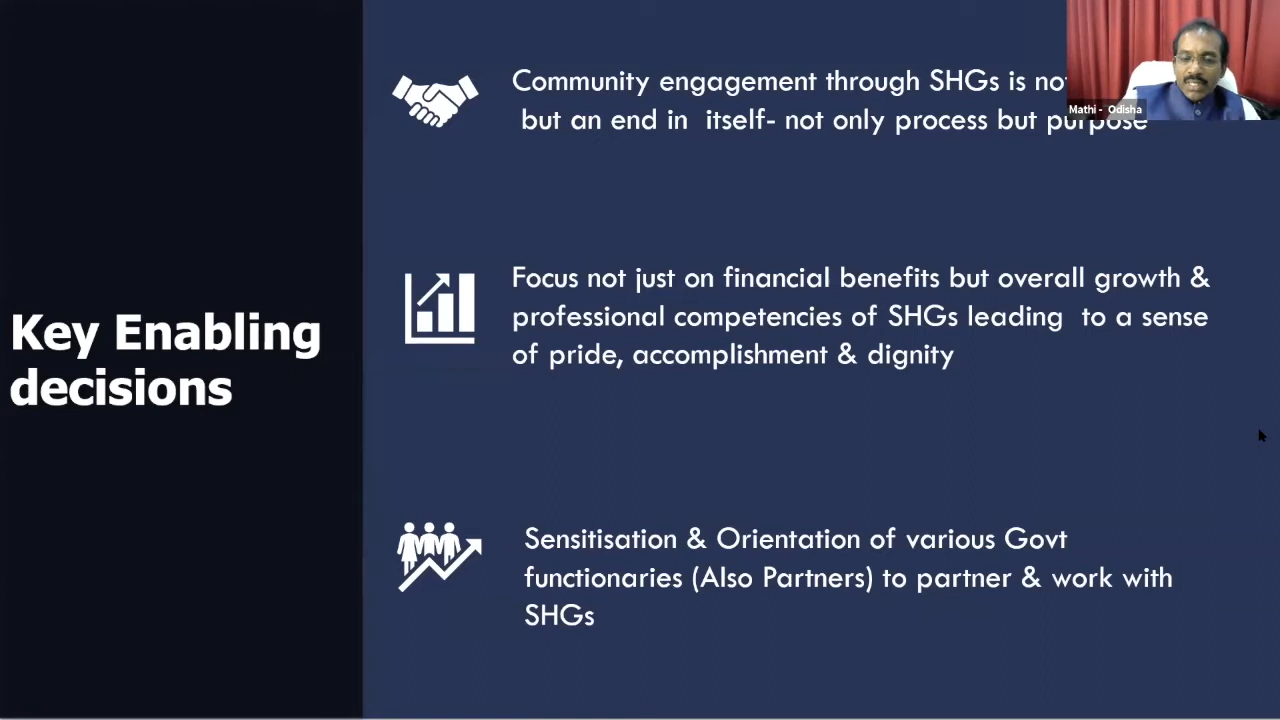 Community engagement through SHGs is
Mathi - Odisha
but an end in itself- not only process but purpose
Key Enabling
decisions
Focus not just on financial benefits but overall growth &
professional competencies of SHGs leading to a sense
of pride, accomplishment & dignity
Sensitisation & Orientation of various Govt
functionaries (Also Partners) to partner & work with
SHGs